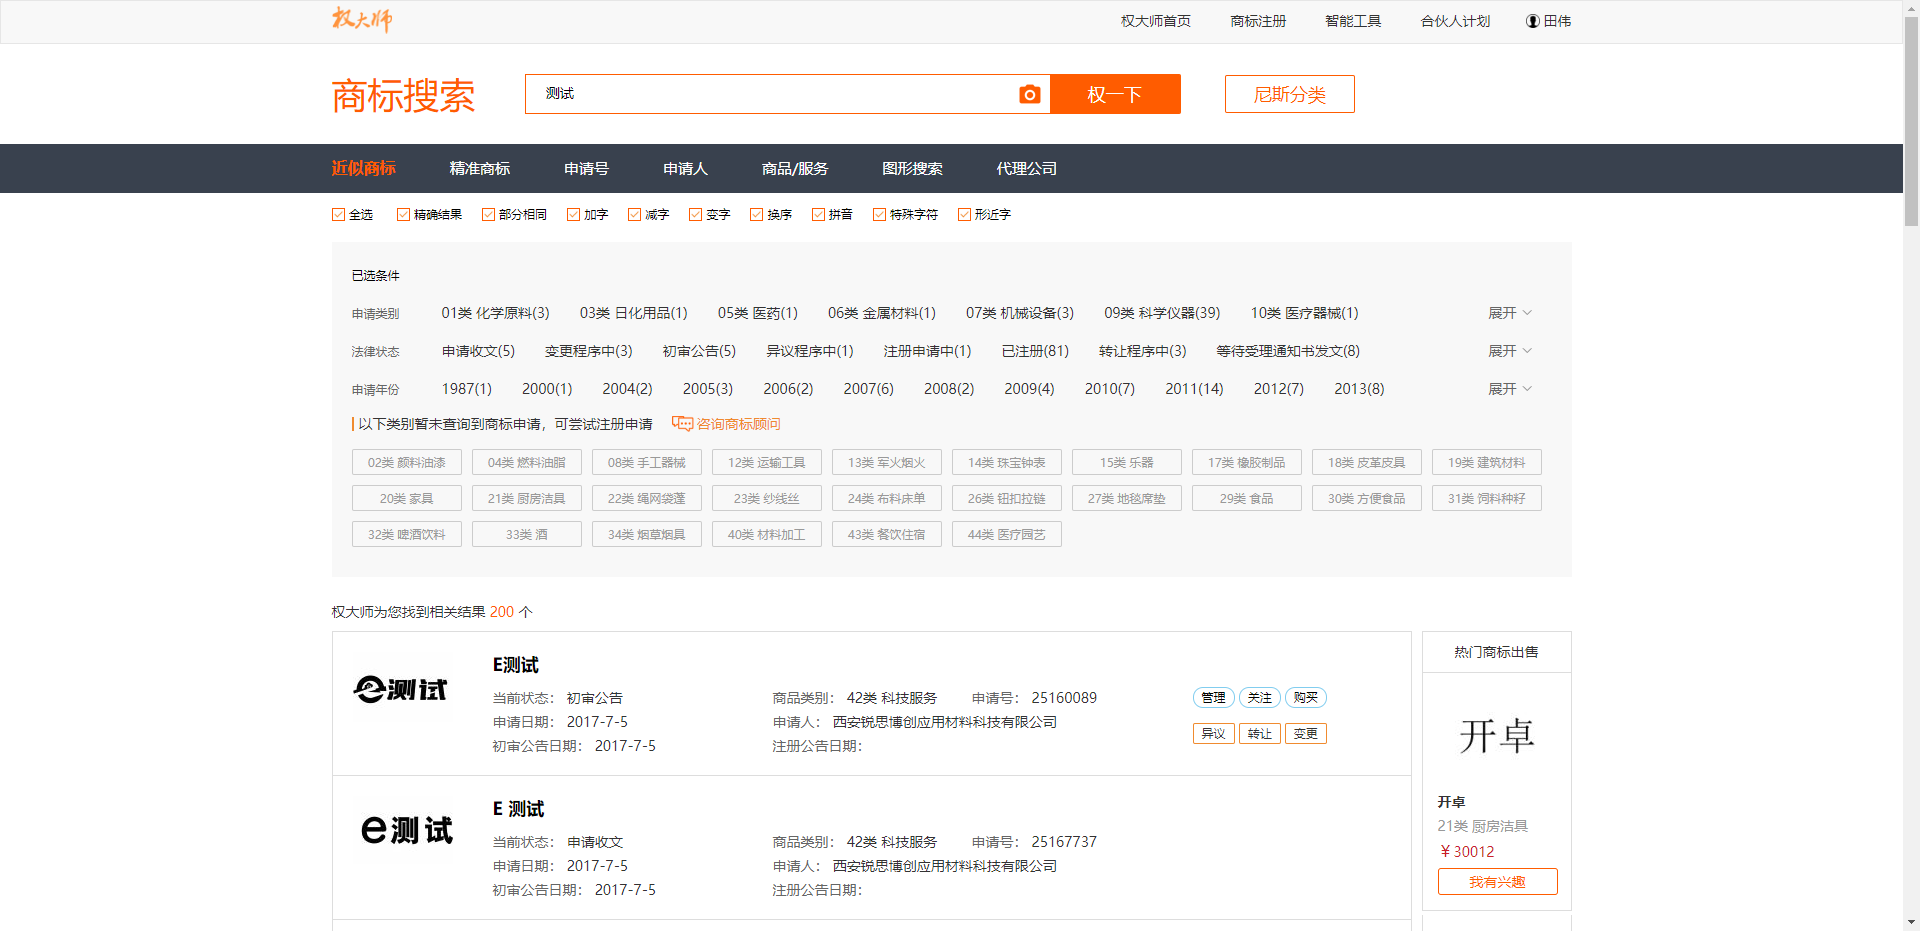 权大师 权大师首页 商标注册 智能工具 合伙人计划 田伟
商标搜索 测试 权一下 尼斯分类
近似商标 精准商标 申请号 申请人 商品/服务 图形搜索 代理公司
全选 精确结果 部分相同 加字 减字 变字 换序 拼音 特殊字符 形近字
已选条件
申请类别 01类 化学原料(3) 03类 日化用品(1) 05类 医药(1) 06类 金属材料(1) 07类 机械设备(3) 09类 科学仪器(39) 10类 医疗器械(1) 展开
法律状态 申请收文(5) 变更程序中(3) 初审公告(5) 异议程序中(1) 注册申请中(1) 已注册(81) 转让程序中(3) 等待受理通知书发文(8) 展开
申请年份 1987(1) 2000(1) 2004(2) 2005(3) 2006(2) 2007(6) 2008(2) 2009(4) 2010(7) 2011(14) 2012(7) 2013(8) 展开
以下类别暂未查询到商标申请，可尝试注册申请 咨询商标顾问
02类 颜料油漆 04类 燃料油脂 08类 手工器械 12类 运输工具 13类 军火烟火 14类 珠宝钟表 15类 乐器 17类 橡胶制品 18类 皮革皮具 19类 建筑材料
20类 家具 21类 厨房洁具 22类 绳网袋篷 23类 纱线丝 24类 布料床单 26类 钮扣拉链 27类 地毯席垫 29类 食品 30类 方便食品 31类 饲料种籽
32类 啤酒饮料 33类 酒 34类 烟草烟具 40类 材料加工 43类 餐饮住宿 44类 医疗园艺
权大师为您找到相关结果 200 个
e测试
E测试
当前状态： 初审公告 商品类别： 42类 科技服务 申请号： 25160089 管理 关注 购买
申请日期： 2017-7-5 申请人： 西安锐思博创应用材料科技有限公司 异议 转让 变更
初审公告日期： 2017-7-5 注册公告日期：
e测试
E 测试
当前状态： 申请收文 商品类别： 42类 科技服务 申请号： 25167737
申请日期： 2017-7-5 申请人： 西安锐思博创应用材料科技有限公司
初审公告日期： 2017-7-5 注册公告日期：
热门商标出售
开卓
开卓
21类 厨房洁具
￥30012
我有兴趣